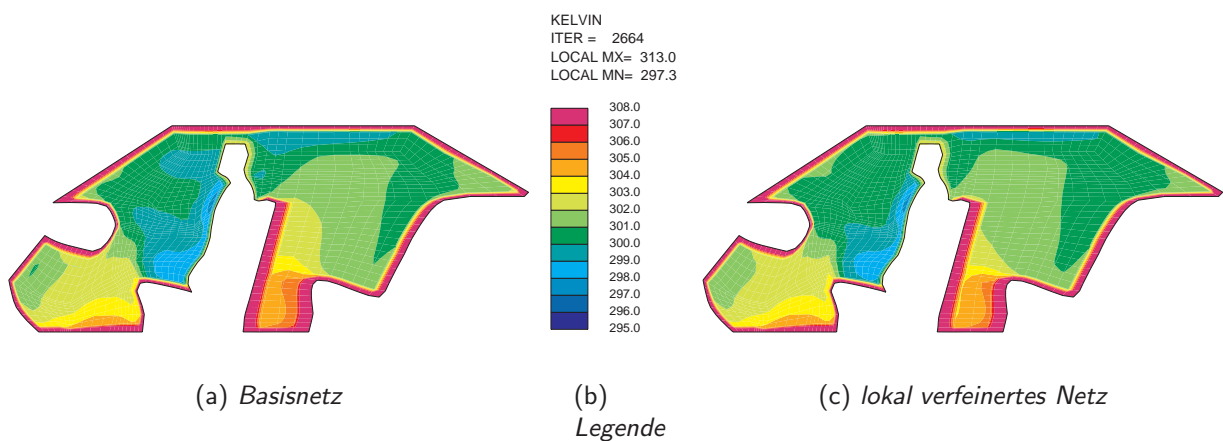 KELVIN
ITER = 2664
LOCAL MX= 313.0
LOCAL MN= 297.3
308.0
307.0
306.0
305.0
304.0
303.0
302.0
301.0
300.0
299.0
298.0
297.0
296.0
295.0
(a) Basisnetz
(b)
Legende
(c) lokal verfeinertes Netz